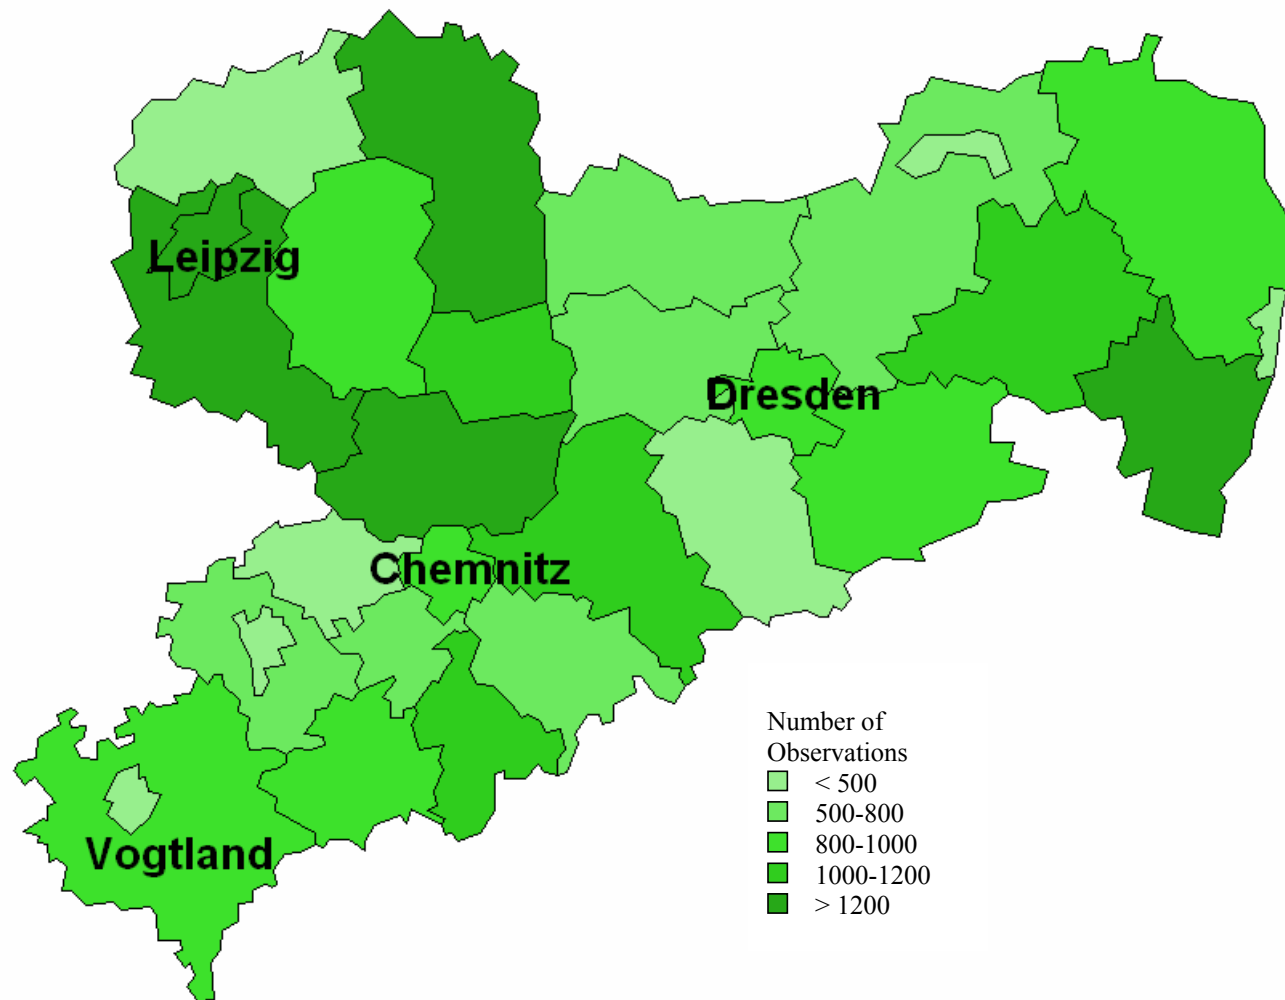 Leipzig
Dresden
Chemnitz
Vogtland
Number of
Observations
< 500
500-800
800-1000
1000-1200
> 1200